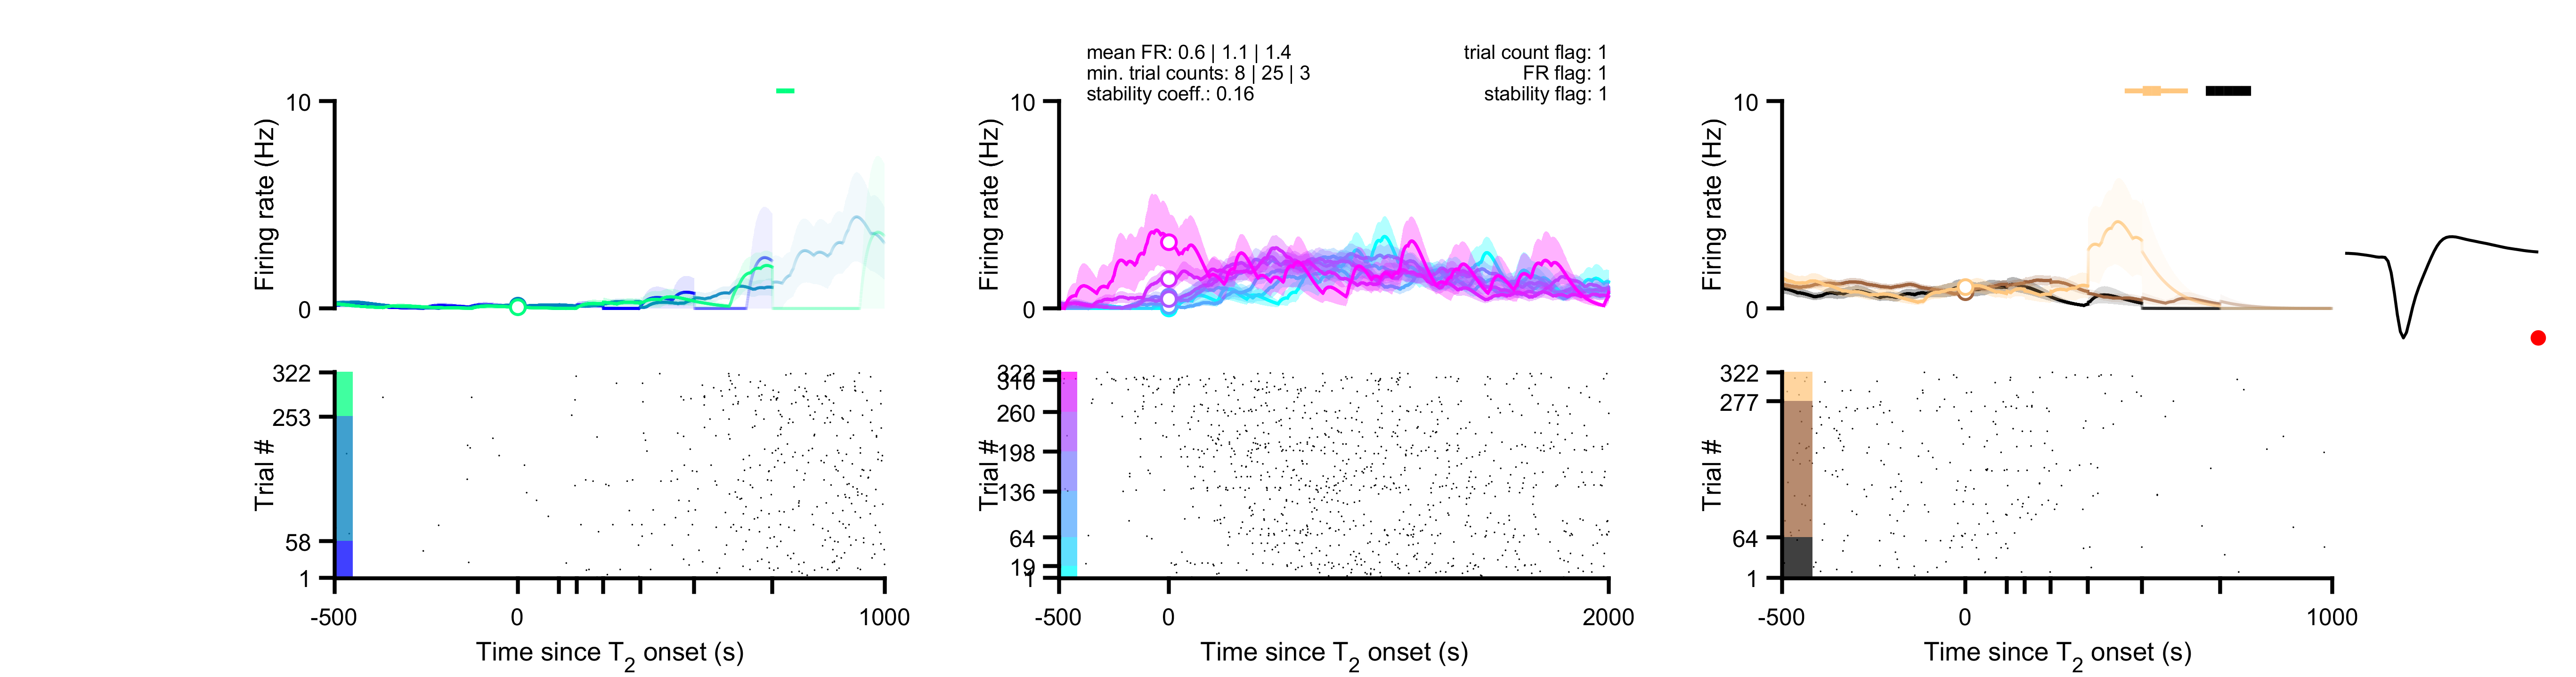 mean FR: 0.6 | 1.1 | 1.4
min. trial counts: 8 | 25 | 3
stability coeff.: 0.16
trial count flag: 1
FR flag: 1
stability flag: 1
10
0
Firing rate (Hz)
10
0
Firing rate (Hz)
10
0
Firing rate (Hz)
322
253
58
1
Trial #
-500
0
1000
Time since T2 onset (s)
322
310
260
198
136
64
19
1
Trial #
-500
0
2000
Time since T2 onset (s)
322
277
64
1
Trial #
-500
0
1000
Time since T2 onset (s)